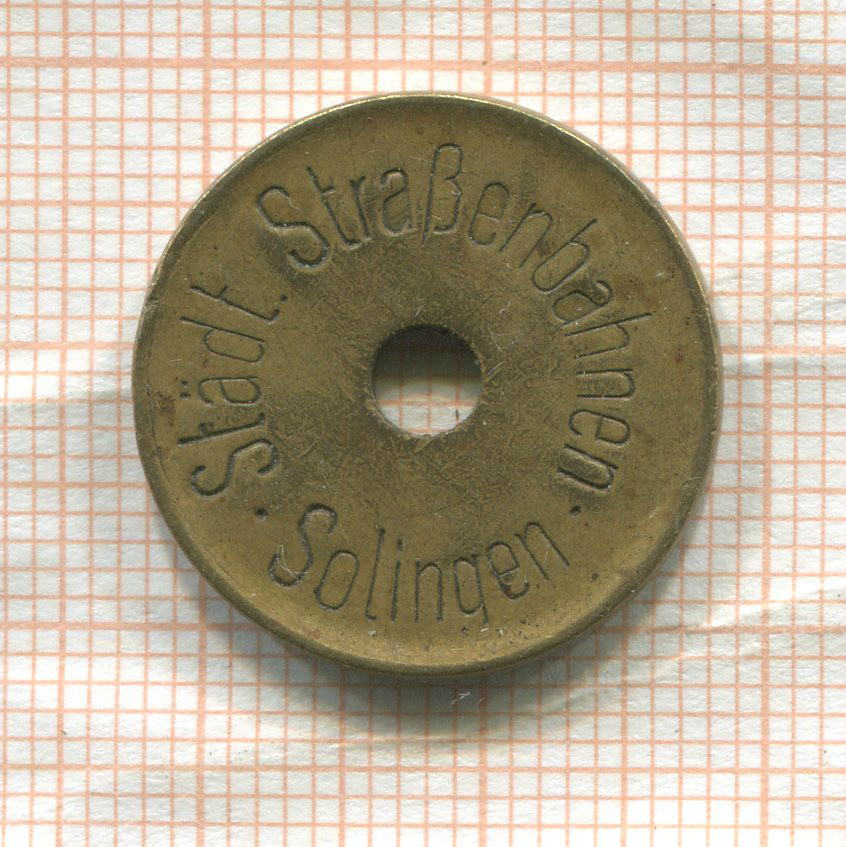 Städt. Straßenbahnen
· Solingen ·